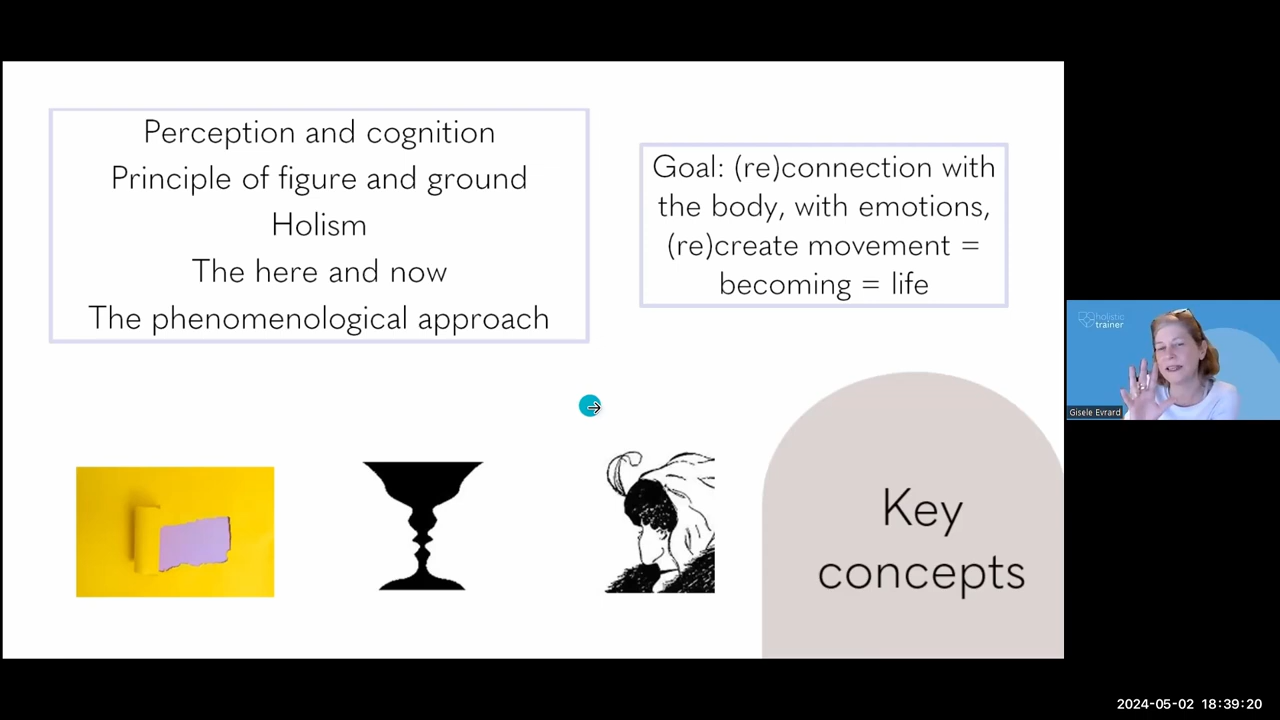 Perception and cognition
Principle of figure and ground
Holism
The here and now
The phenomenological approach
Goal: (re)connection with
the body, with emotions,
(re)create movement =
becoming = life
Key
concepts
holistic
trainer
Gisele Evrard
2024-05-02 18:39:20